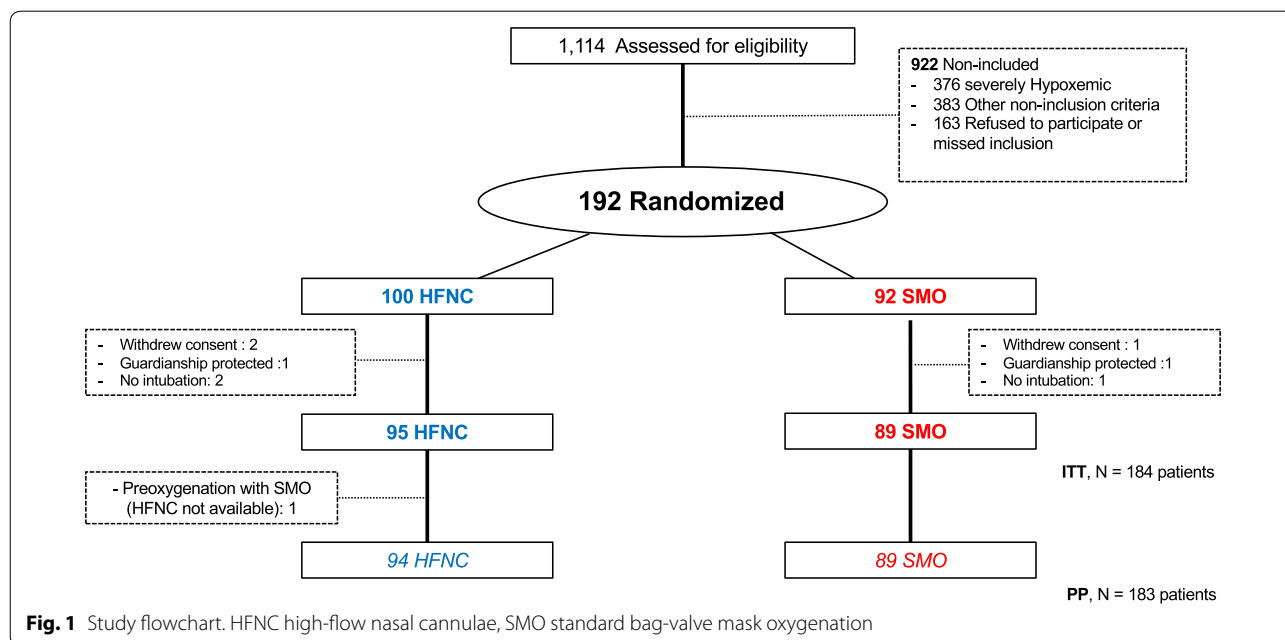 1,114 Assessed for eligibility
922 Non-included
- 376 severely Hypoxemic
- 383 Other non-inclusion criteria
- 163 Refused to participate or
missed inclusion
192 Randomized
100 HFNC
92 SMO
- Withdrew consent : 2
- Guardianship protected :1
- No intubation: 2
- Withdrew consent : 1
- Guardianship protected :1
- No intubation: 1
95 HFNC
89 SMO
ITT, N = 184 patients
- Preoxygenation with SMO
(HFNC not available): 1
94 HFNC
89 SMO
PP, N = 183 patients
Fig. 1 Study flowchart. HFNC high-flow nasal cannulae, SMO standard bag-valve mask oxygenation